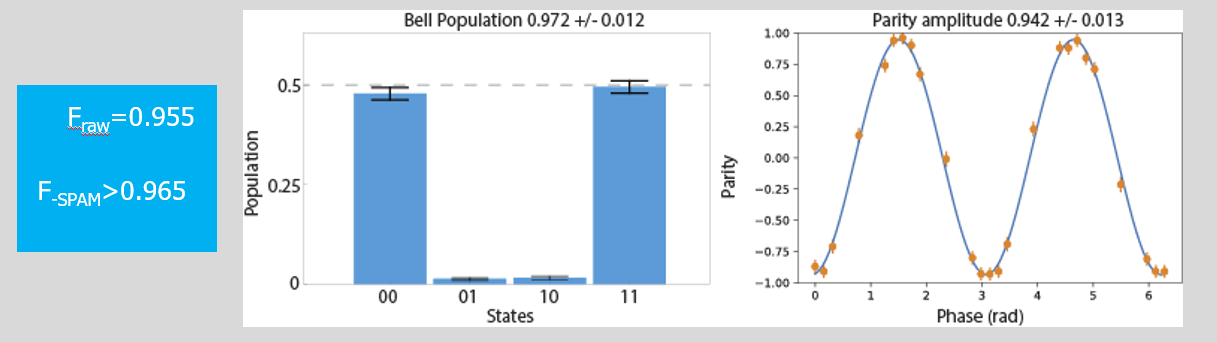 F_raw=0.955
F_-SPAM>0.965
Bell Population 0.972 +/- 0.012
Population
0.5
0.25
0
00 01 10 11
States
Parity amplitude 0.942 +/- 0.013
Parity
1.00
0.75
0.50
0.25
0.00
−0.25
−0.50
−0.75
−1.00
0 1 2 3 4 5 6
Phase (rad)